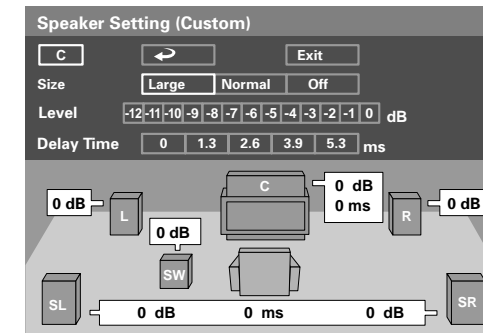 Speaker Setting (Custom)
C Exit
Size Large Normal Off
Level -12 -11 -10 -9 -8 -7 -6 -5 -4 -3 -2 -1 0 dB
Delay Time 0 1.3 2.6 3.9 5.3 ms
C 0 dB
0 ms
0 dB L R 0 dB
0 dB
SW
SL SR
0 dB 0 ms 0 dB